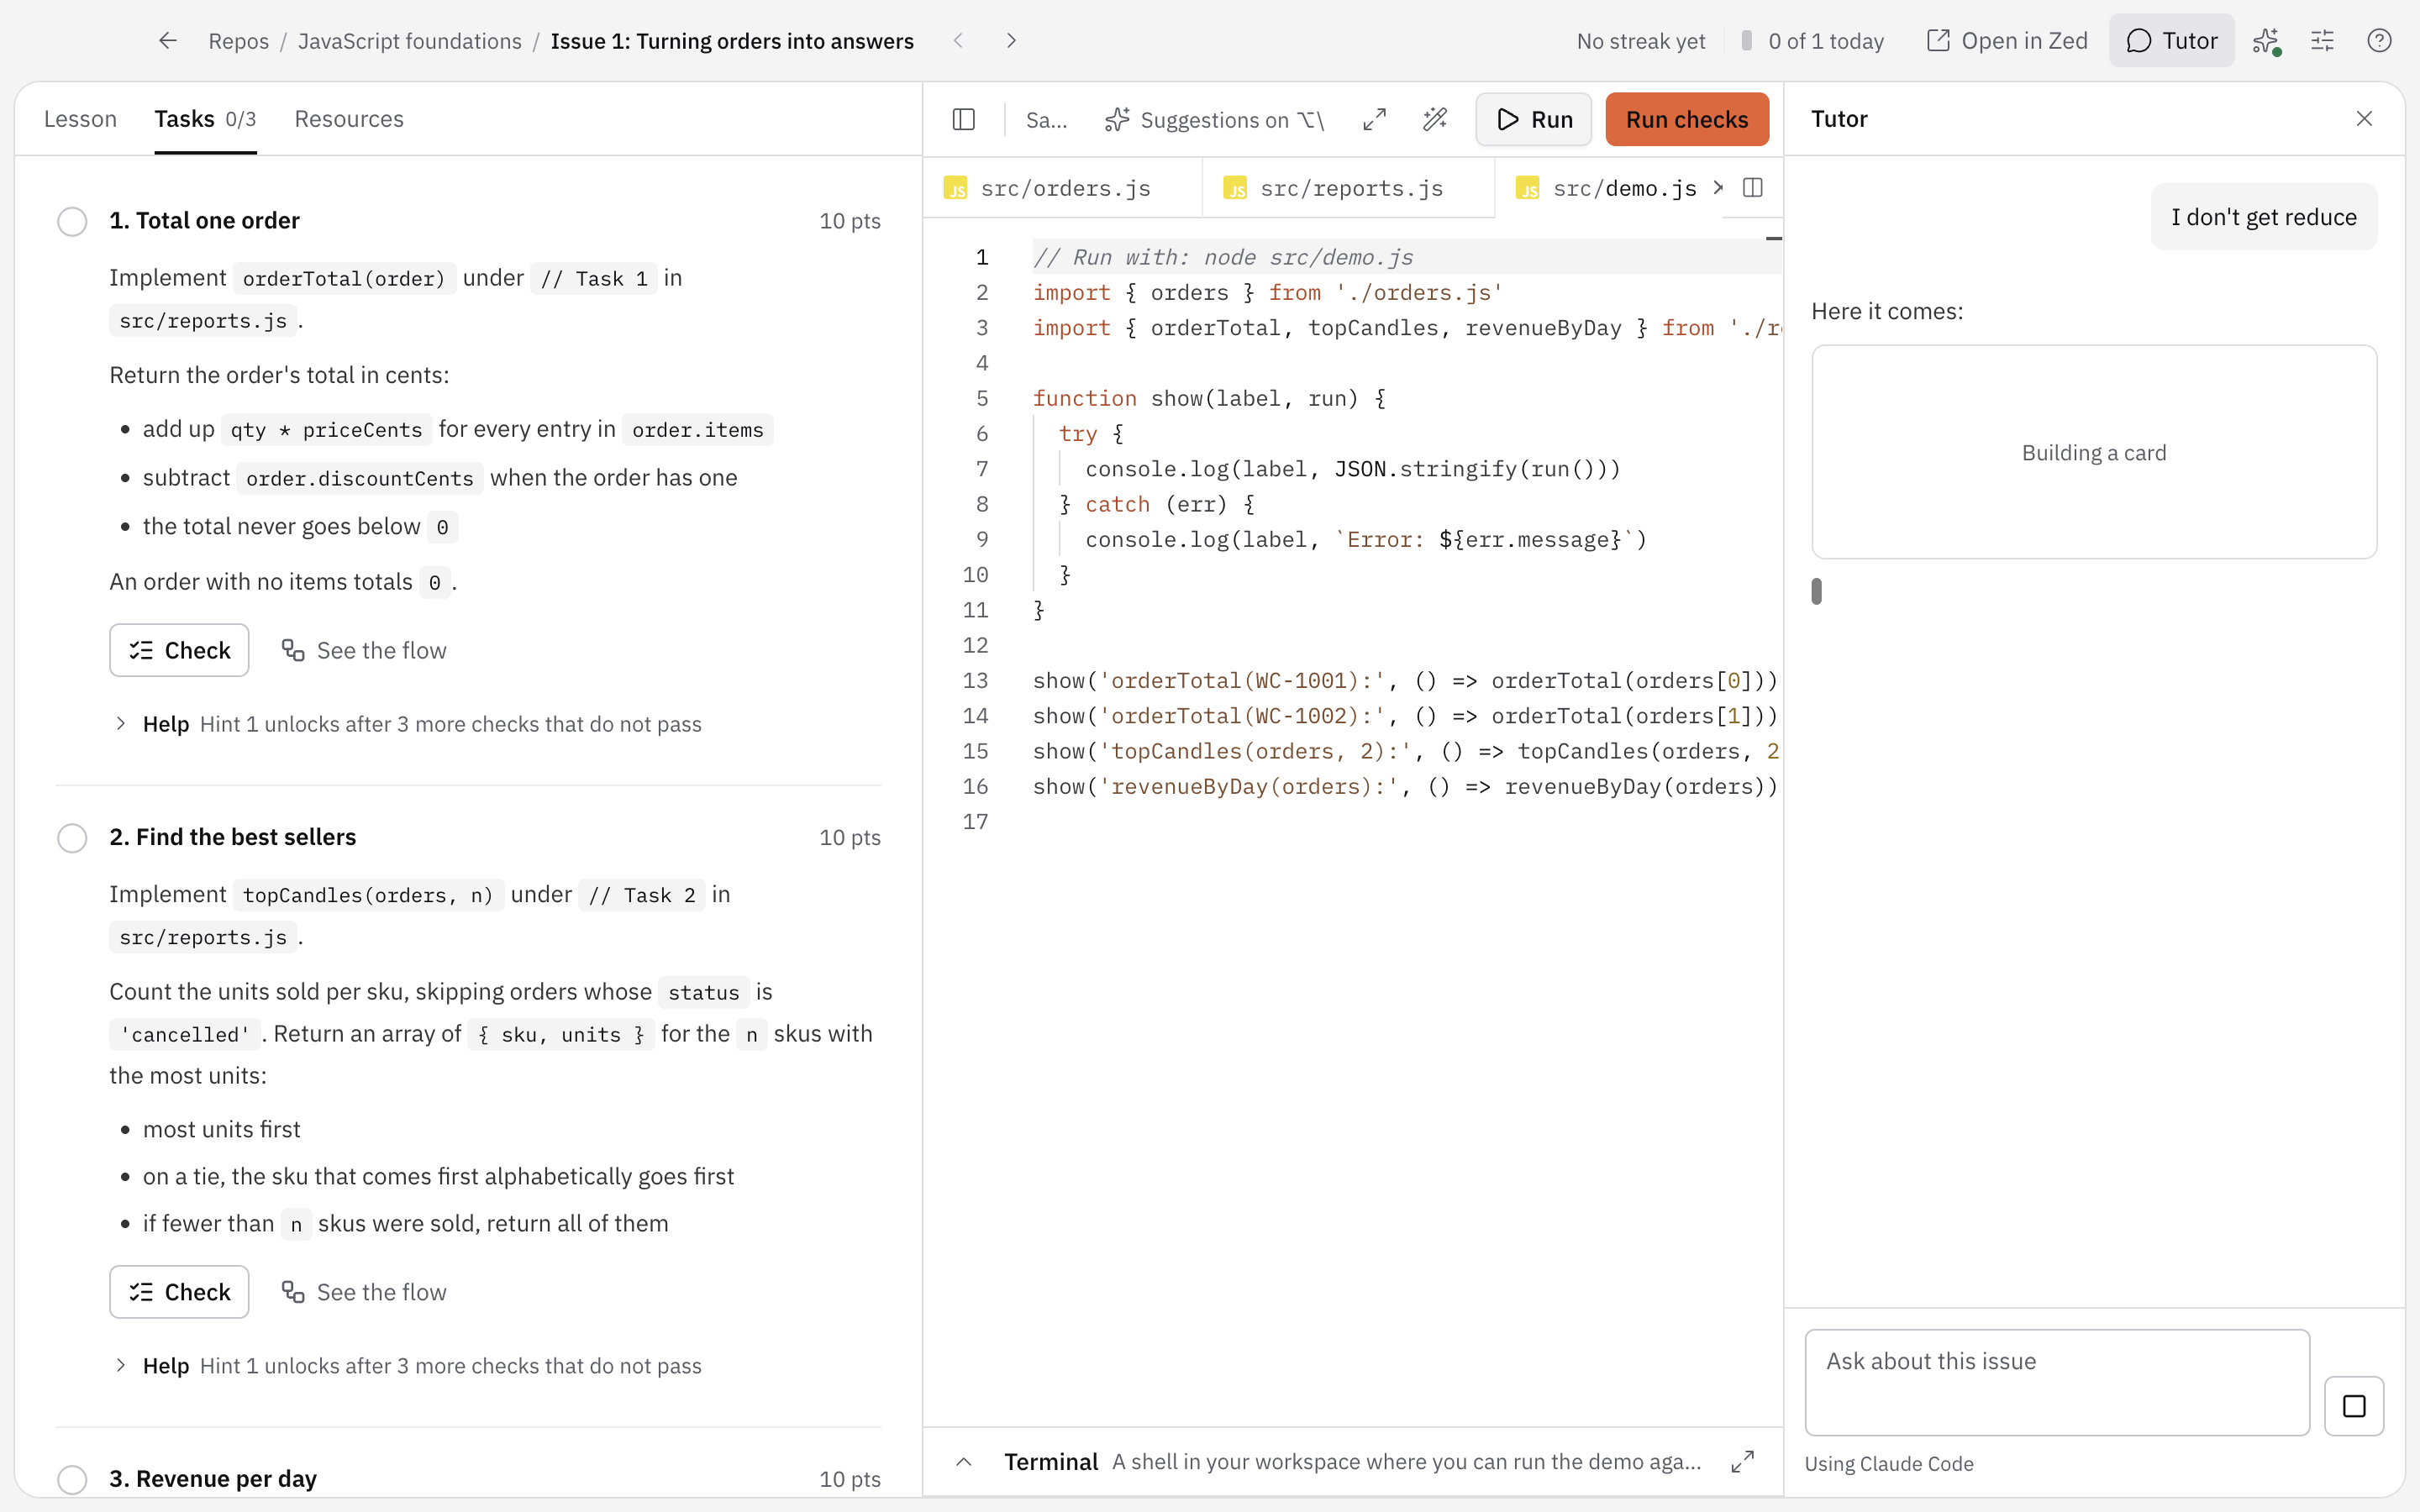 Repos / JavaScript foundations / Issue 1: Turning orders into answers
No streak yet
0 of 1 today
Open in Zed
Tutor
Lesson
Tasks 0/3
Resources
1. Total one order
10 pts
Implement orderTotal(order) under // Task 1 in
src/reports.js.
Return the order's total in cents:
• add up qty * priceCents for every entry in order.items
• subtract order.discountCents when the order has one
• the total never goes below 0
An order with no items totals 0.
Check
See the flow
Help Hint 1 unlocks after 3 more checks that do not pass
2. Find the best sellers
10 pts
Implement topCandles(orders, n) under // Task 2 in
src/reports.js.
Count the units sold per sku, skipping orders whose status is
'cancelled'. Return an array of { sku, units } for the n skus with
the most units:
• most units first
• on a tie, the sku that comes first alphabetically goes first
• if fewer than n skus were sold, return all of them
Check
See the flow
Help Hint 1 unlocks after 3 more checks that do not pass
3. Revenue per day
10 pts
Sa...
Suggestions on ⌥\
Run
Run checks
JS src/orders.js
JS src/reports.js
JS src/demo.js
1 // Run with: node src/demo.js
2 import { orders } from './orders.js'
3 import { orderTotal, topCandles, revenueByDay } from './r
4
5 function show(label, run) {
6 try {
7 console.log(label, JSON.stringify(run()))
8 } catch (err) {
9 console.log(label, `Error: ${err.message}`)
10 }
11 }
12
13 show('orderTotal(WC-1001):', () => orderTotal(orders[0]))
14 show('orderTotal(WC-1002):', () => orderTotal(orders[1]))
15 show('topCandles(orders, 2):', () => topCandles(orders, 2
16 show('revenueByDay(orders):', () => revenueByDay(orders))
17
Terminal A shell in your workspace where you can run the demo aga...
Tutor
I don't get reduce
Here it comes:
Building a card
Ask about this issue
Using Claude Code